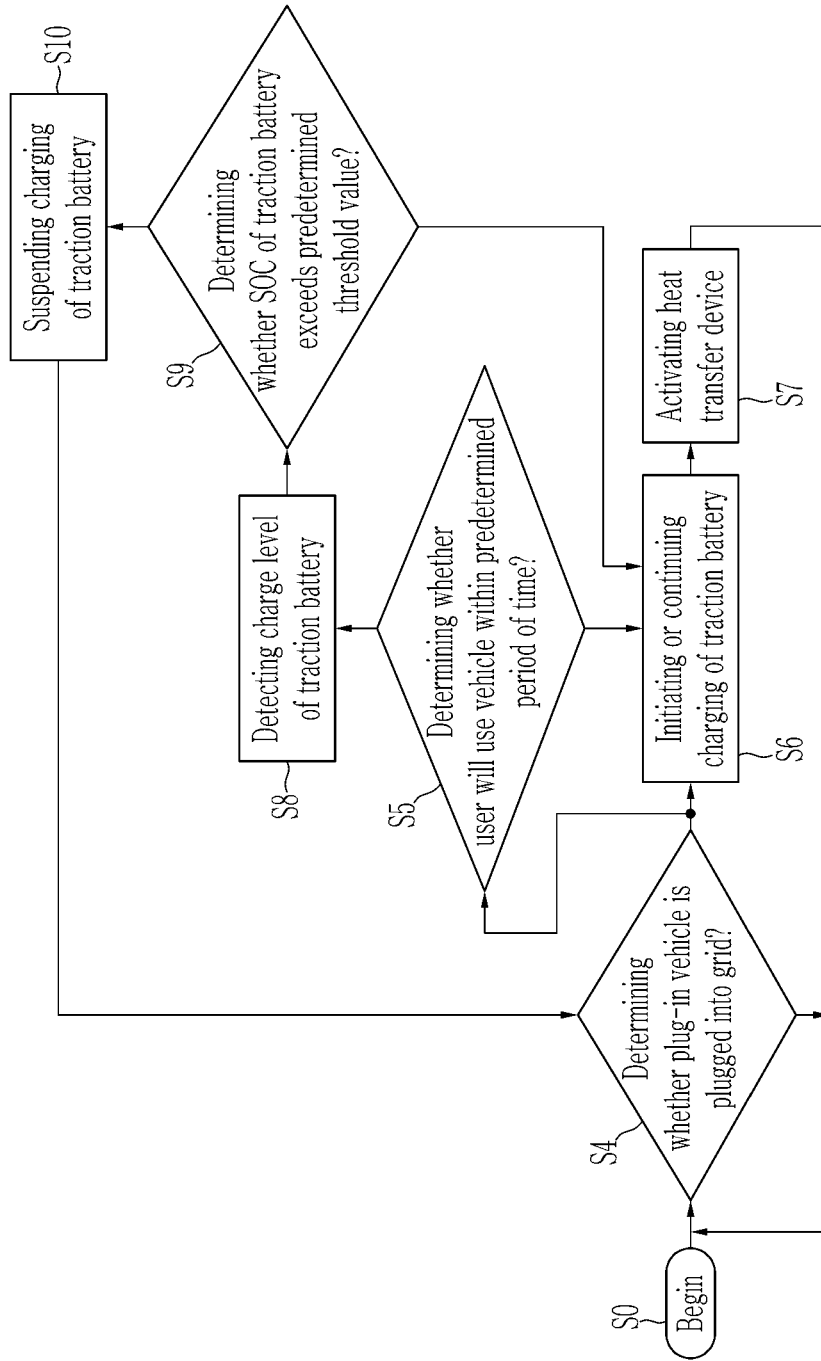 S0
Begin
S4
Determining
whether plug-in vehicle is
plugged into grid?
S5
Determining whether
user will use vehicle within predetermined
period of time?
S6
Initiating or continuing
charging of traction battery
S7
Activating heat
transfer device
S8
Detecting charge level
of traction battery
S9
Determining
whether SOC of traction battery
exceeds predetermined
threshold value?
S10
Suspending charging
of traction battery